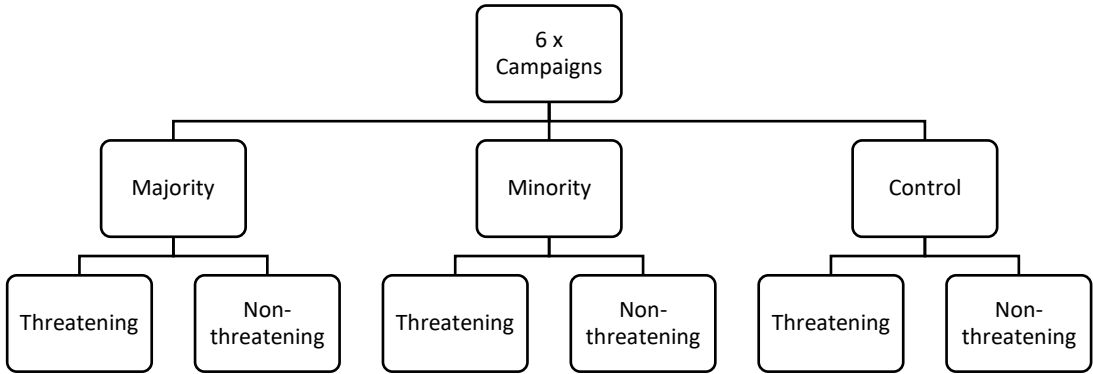 6 x
Campaigns
Majority
Minority
Control
Threatening
Non-
threatening
Threatening
Non-
threatening
Threatening
Non-
threatening